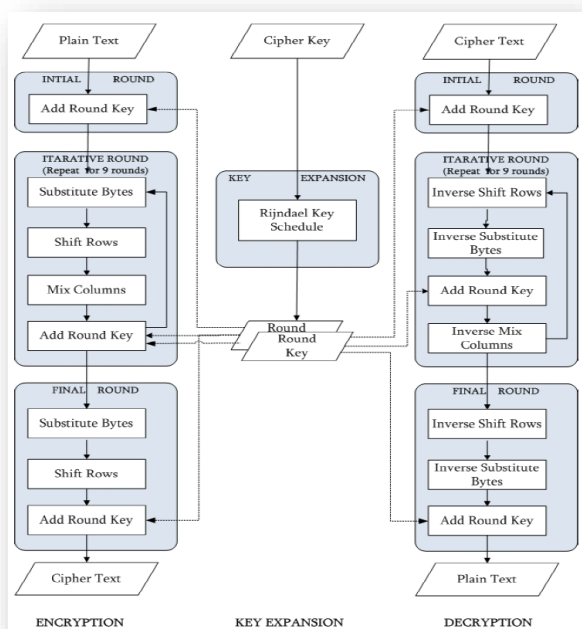 Plain Text
INTIAL ROUND
Add Round Key
ITARATIVE ROUND
(Repeat for 9 rounds)
Substitute Bytes
Shift Rows
Mix Columns
Add Round Key
FINAL ROUND
Substitute Bytes
Shift Rows
Add Round Key
Cipher Text
ENCRYPTION
Cipher Key
KEY EXPANSION
Rijndael Key
Schedule
Round
Round
Key
KEY EXPANSION
Cipher Text
INTIAL ROUND
Add Round Key
ITARATIVE ROUND
(Repeat for 9 rounds)
Inverse Shift Rows
Inverse Substitute
Bytes
Add Round Key
Inverse Mix
Columns
FINAL ROUND
Inverse Shift Rows
Inverse Substitute
Bytes
Add Round Key
Plain Text
DECRYPTION